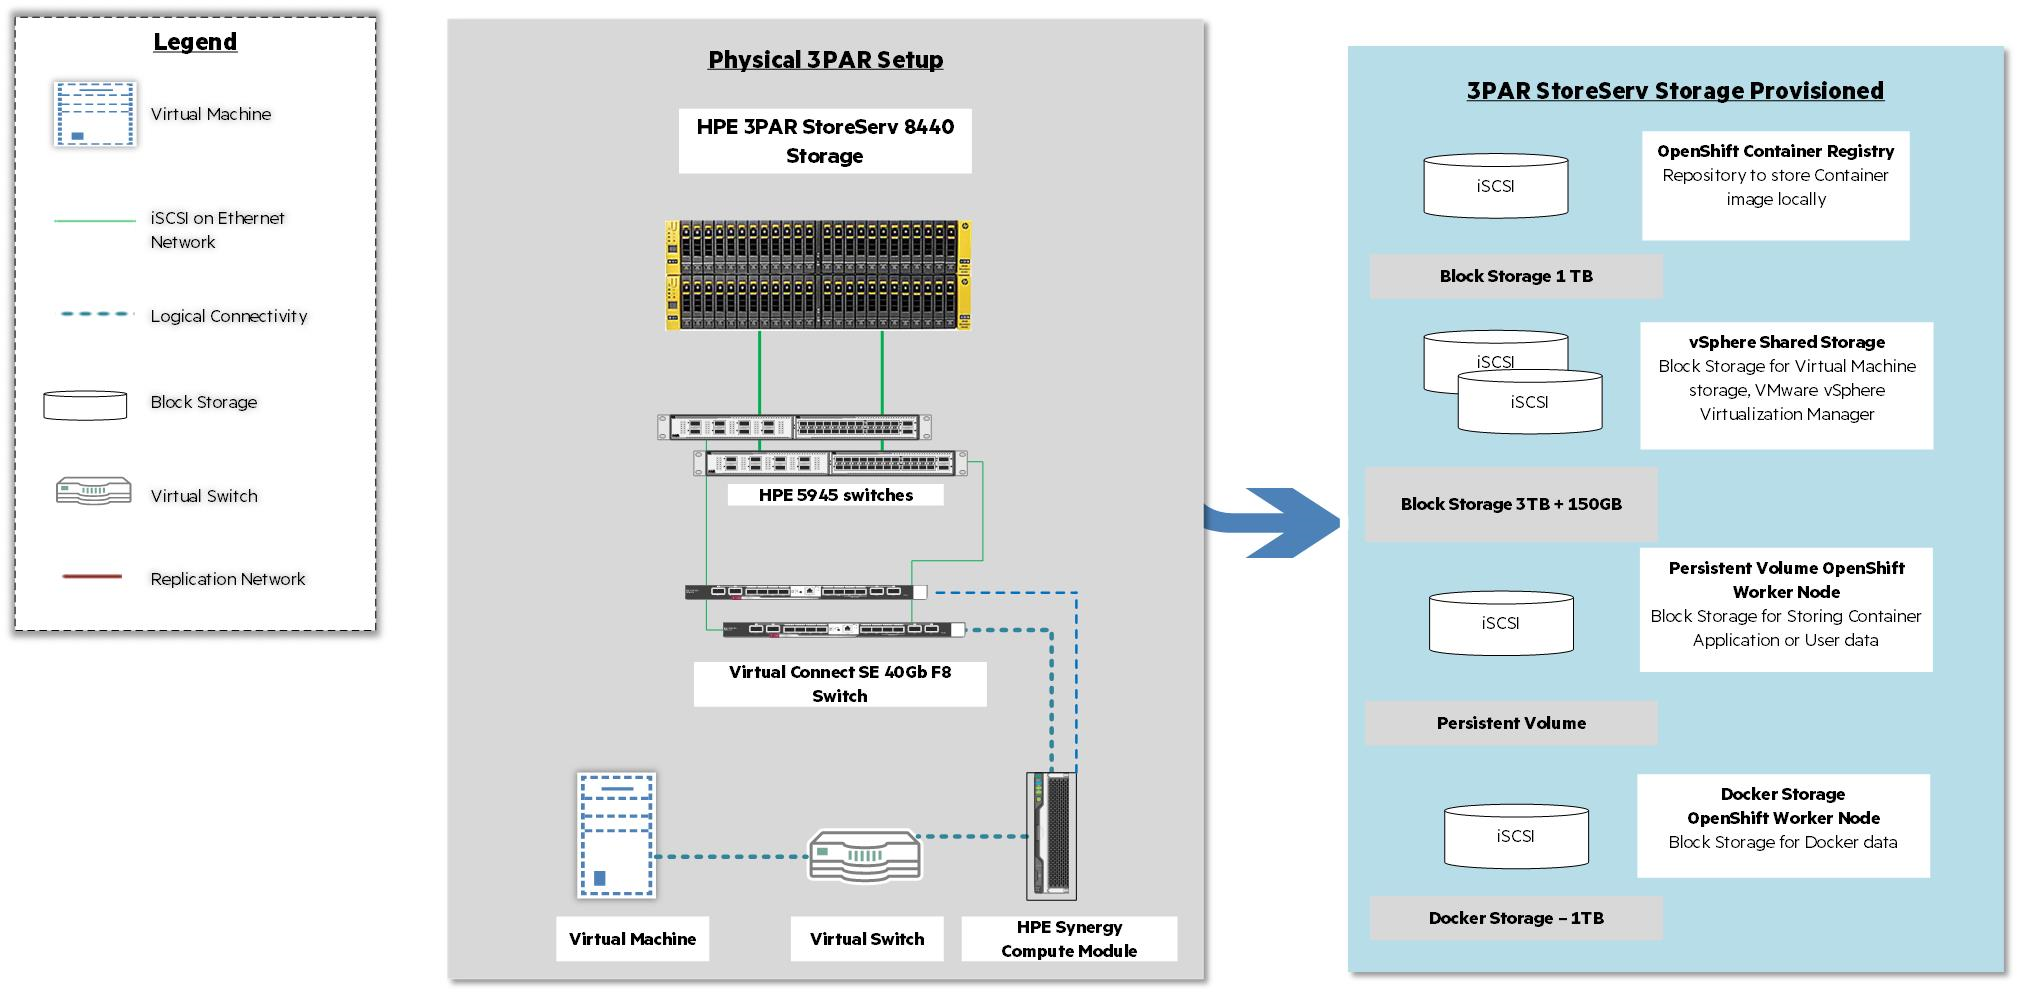 Legend
Virtual Machine
iSCSI on Ethernet
Network
Logical Connectivity
Block Storage
Virtual Switch
Replication Network
Physical 3PAR Setup
HPE 3PAR StoreServ 8440
Storage
HPE 5945 switches
Virtual Connect SE 40Gb F8
Switch
Virtual Machine
Virtual Switch
HPE Synergy
Compute Module
3PAR StoreServ Storage Provisioned
iSCSI
OpenShift Container Registry
Repository to store Container
image locally
Block Storage 1 TB
iSCSI
iSCSI
vSphere Shared Storage
Block Storage for Virtual Machine
storage, VMware vSphere
Virtualization Manager
Block Storage 3TB + 150GB
iSCSI
Persistent Volume OpenShift
Worker Node
Block Storage for Storing Container
Application or User data
Persistent Volume
iSCSI
Docker Storage
OpenShift Worker Node
Block Storage for Docker data
Docker Storage – 1TB